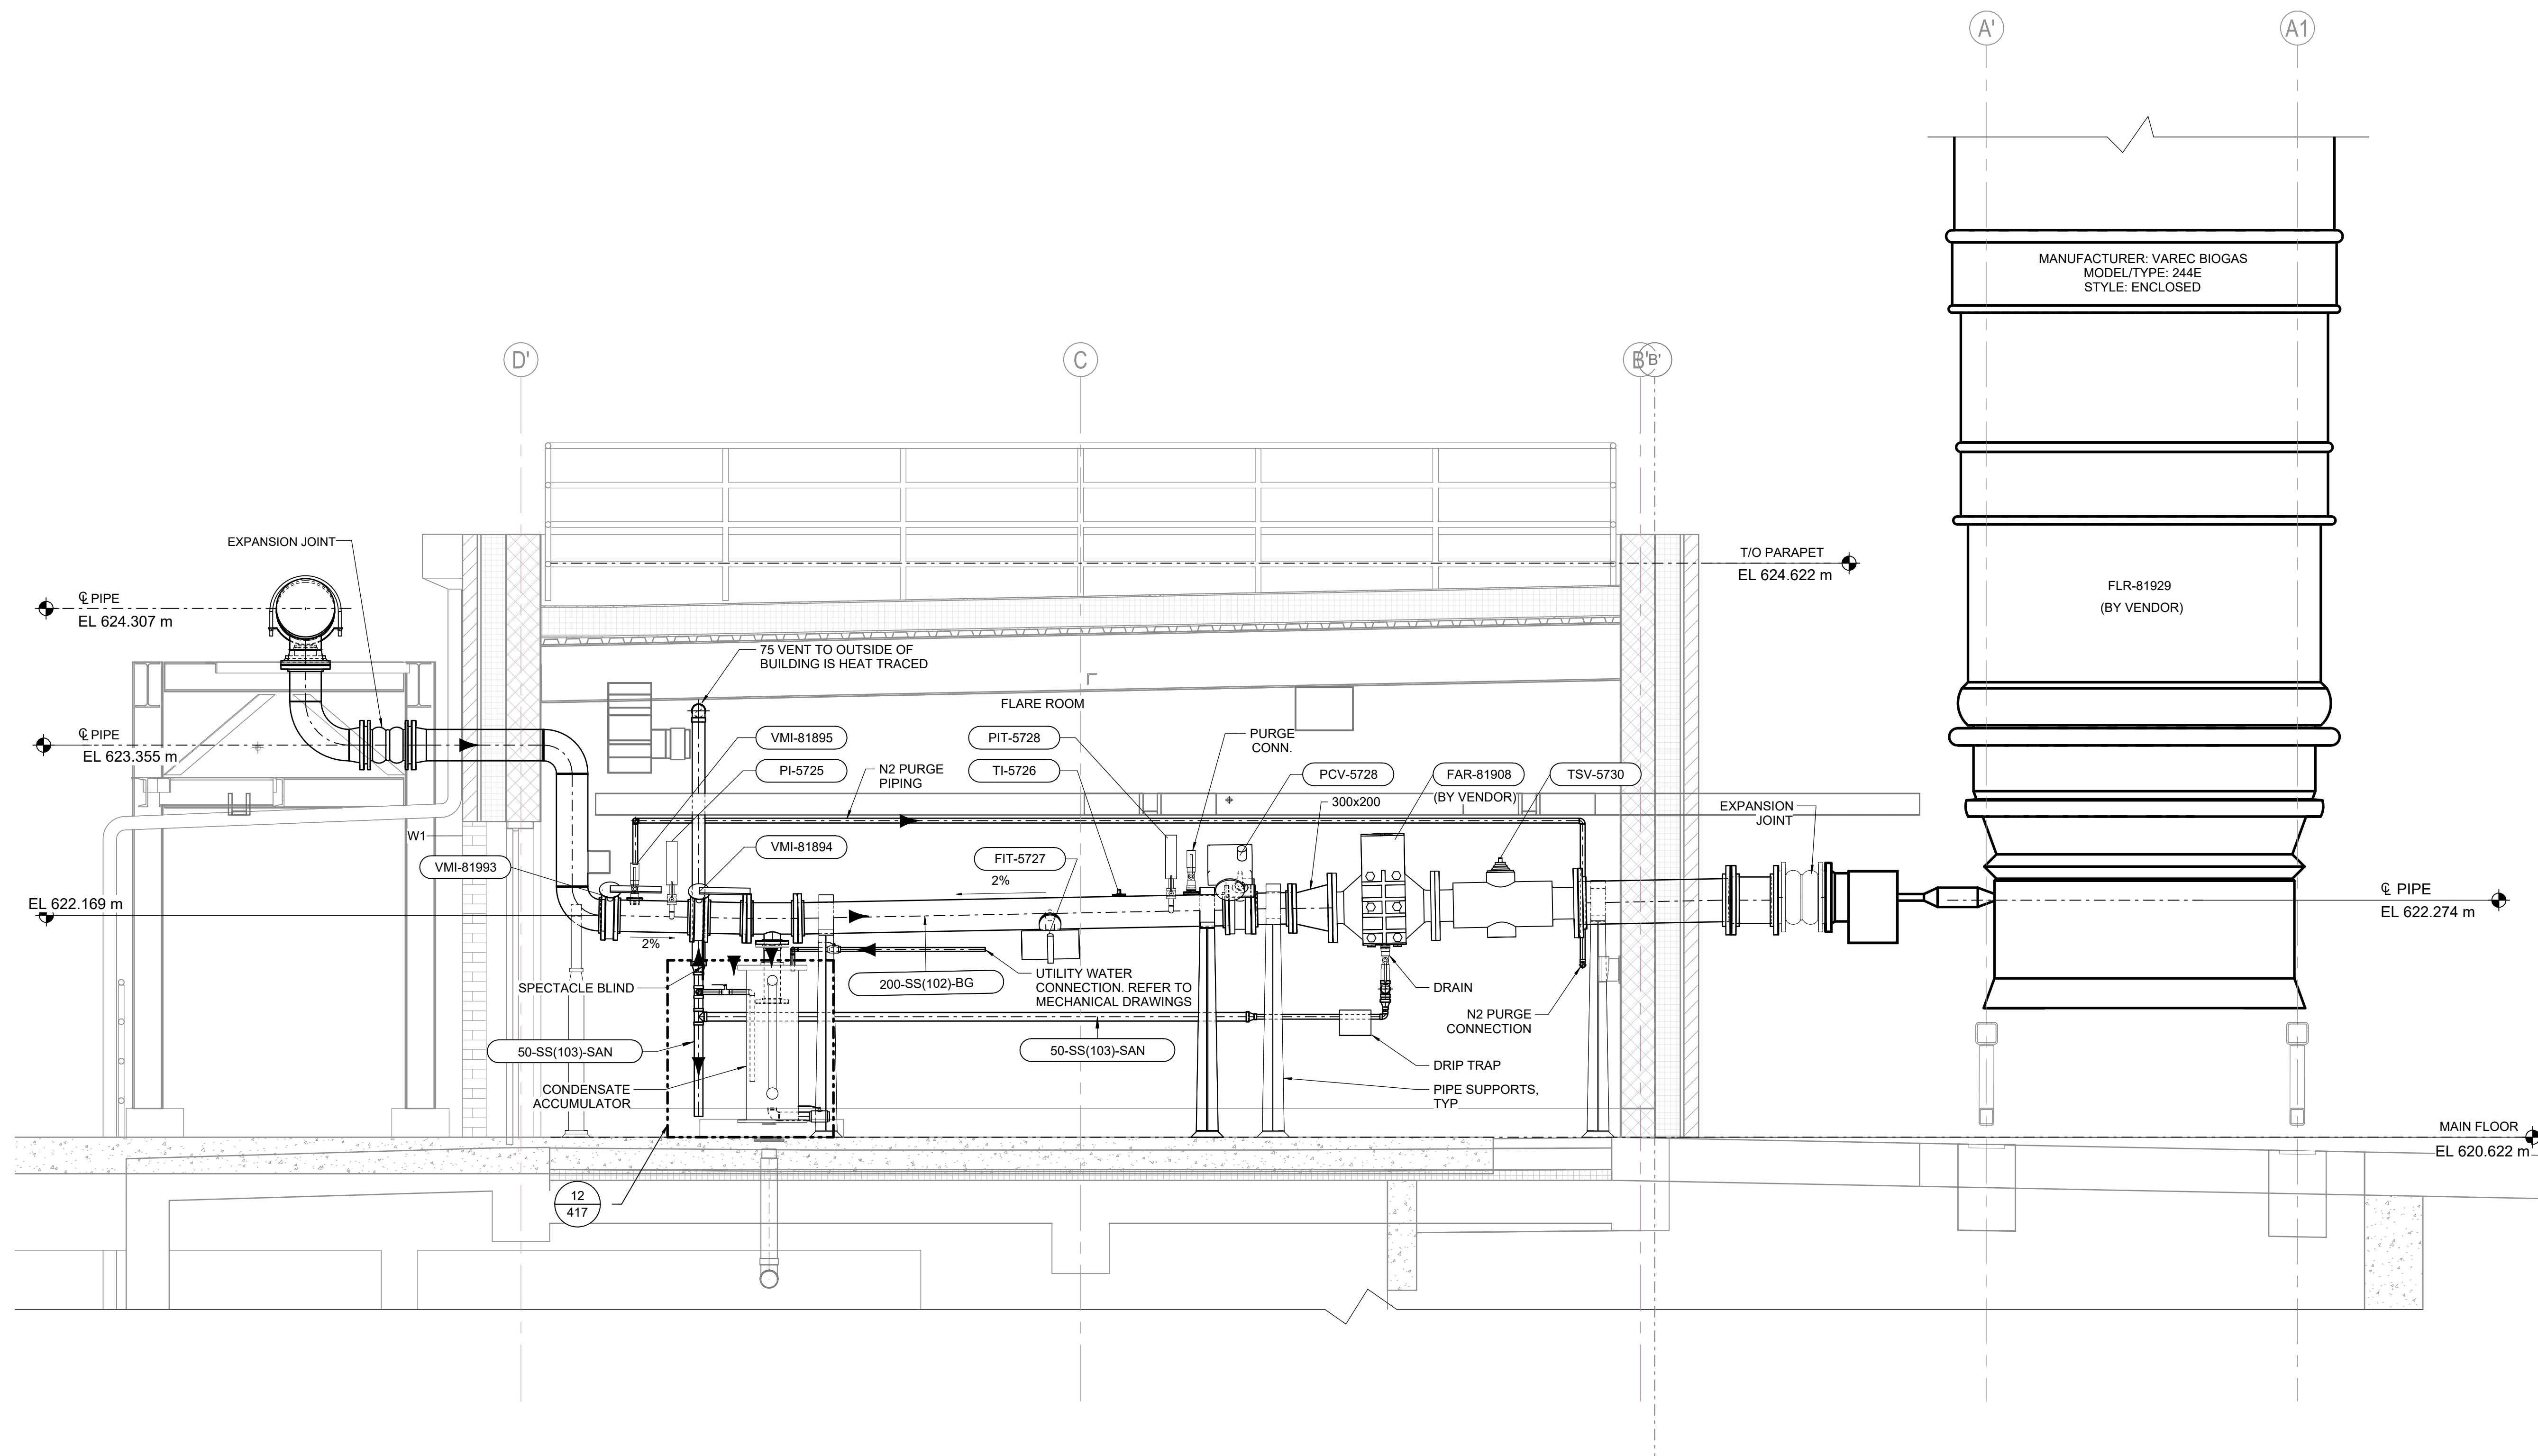 A'
A1
MANUFACTURER: VAREC BIOGAS
MODEL/TYPE: 244E
STYLE: ENCLOSED
D'
C
B'
B'
EXPANSION JOINT
T/O PARAPET
EL 624.622 m
℄ PIPE
EL 624.307 m
FLR-81929
(BY VENDOR)
75 VENT TO OUTSIDE OF
BUILDING IS HEAT TRACED
FLARE ROOM
℄ PIPE
EL 623.355 m
VMI-81895
PI-5725
N2 PURGE
PIPING
PIT-5728
TI-5726
PURGE
CONN.
PCV-5728
300x200
FAR-81908
(BY VENDOR)
TSV-5730
EXPANSION
JOINT
W1
VMI-81993
VMI-81894
FIT-5727
2%
EL 622.169 m
2%
℄ PIPE
EL 622.274 m
SPECTACLE BLIND
200-SS(102)-BG
UTILITY WATER
CONNECTION. REFER TO
MECHANICAL DRAWINGS
DRAIN
N2 PURGE
CONNECTION
50-SS(103)-SAN
50-SS(103)-SAN
DRIP TRAP
CONDENSATE
ACCUMULATOR
PIPE SUPPORTS,
TYP
MAIN FLOOR
EL 620.622 m
12
417